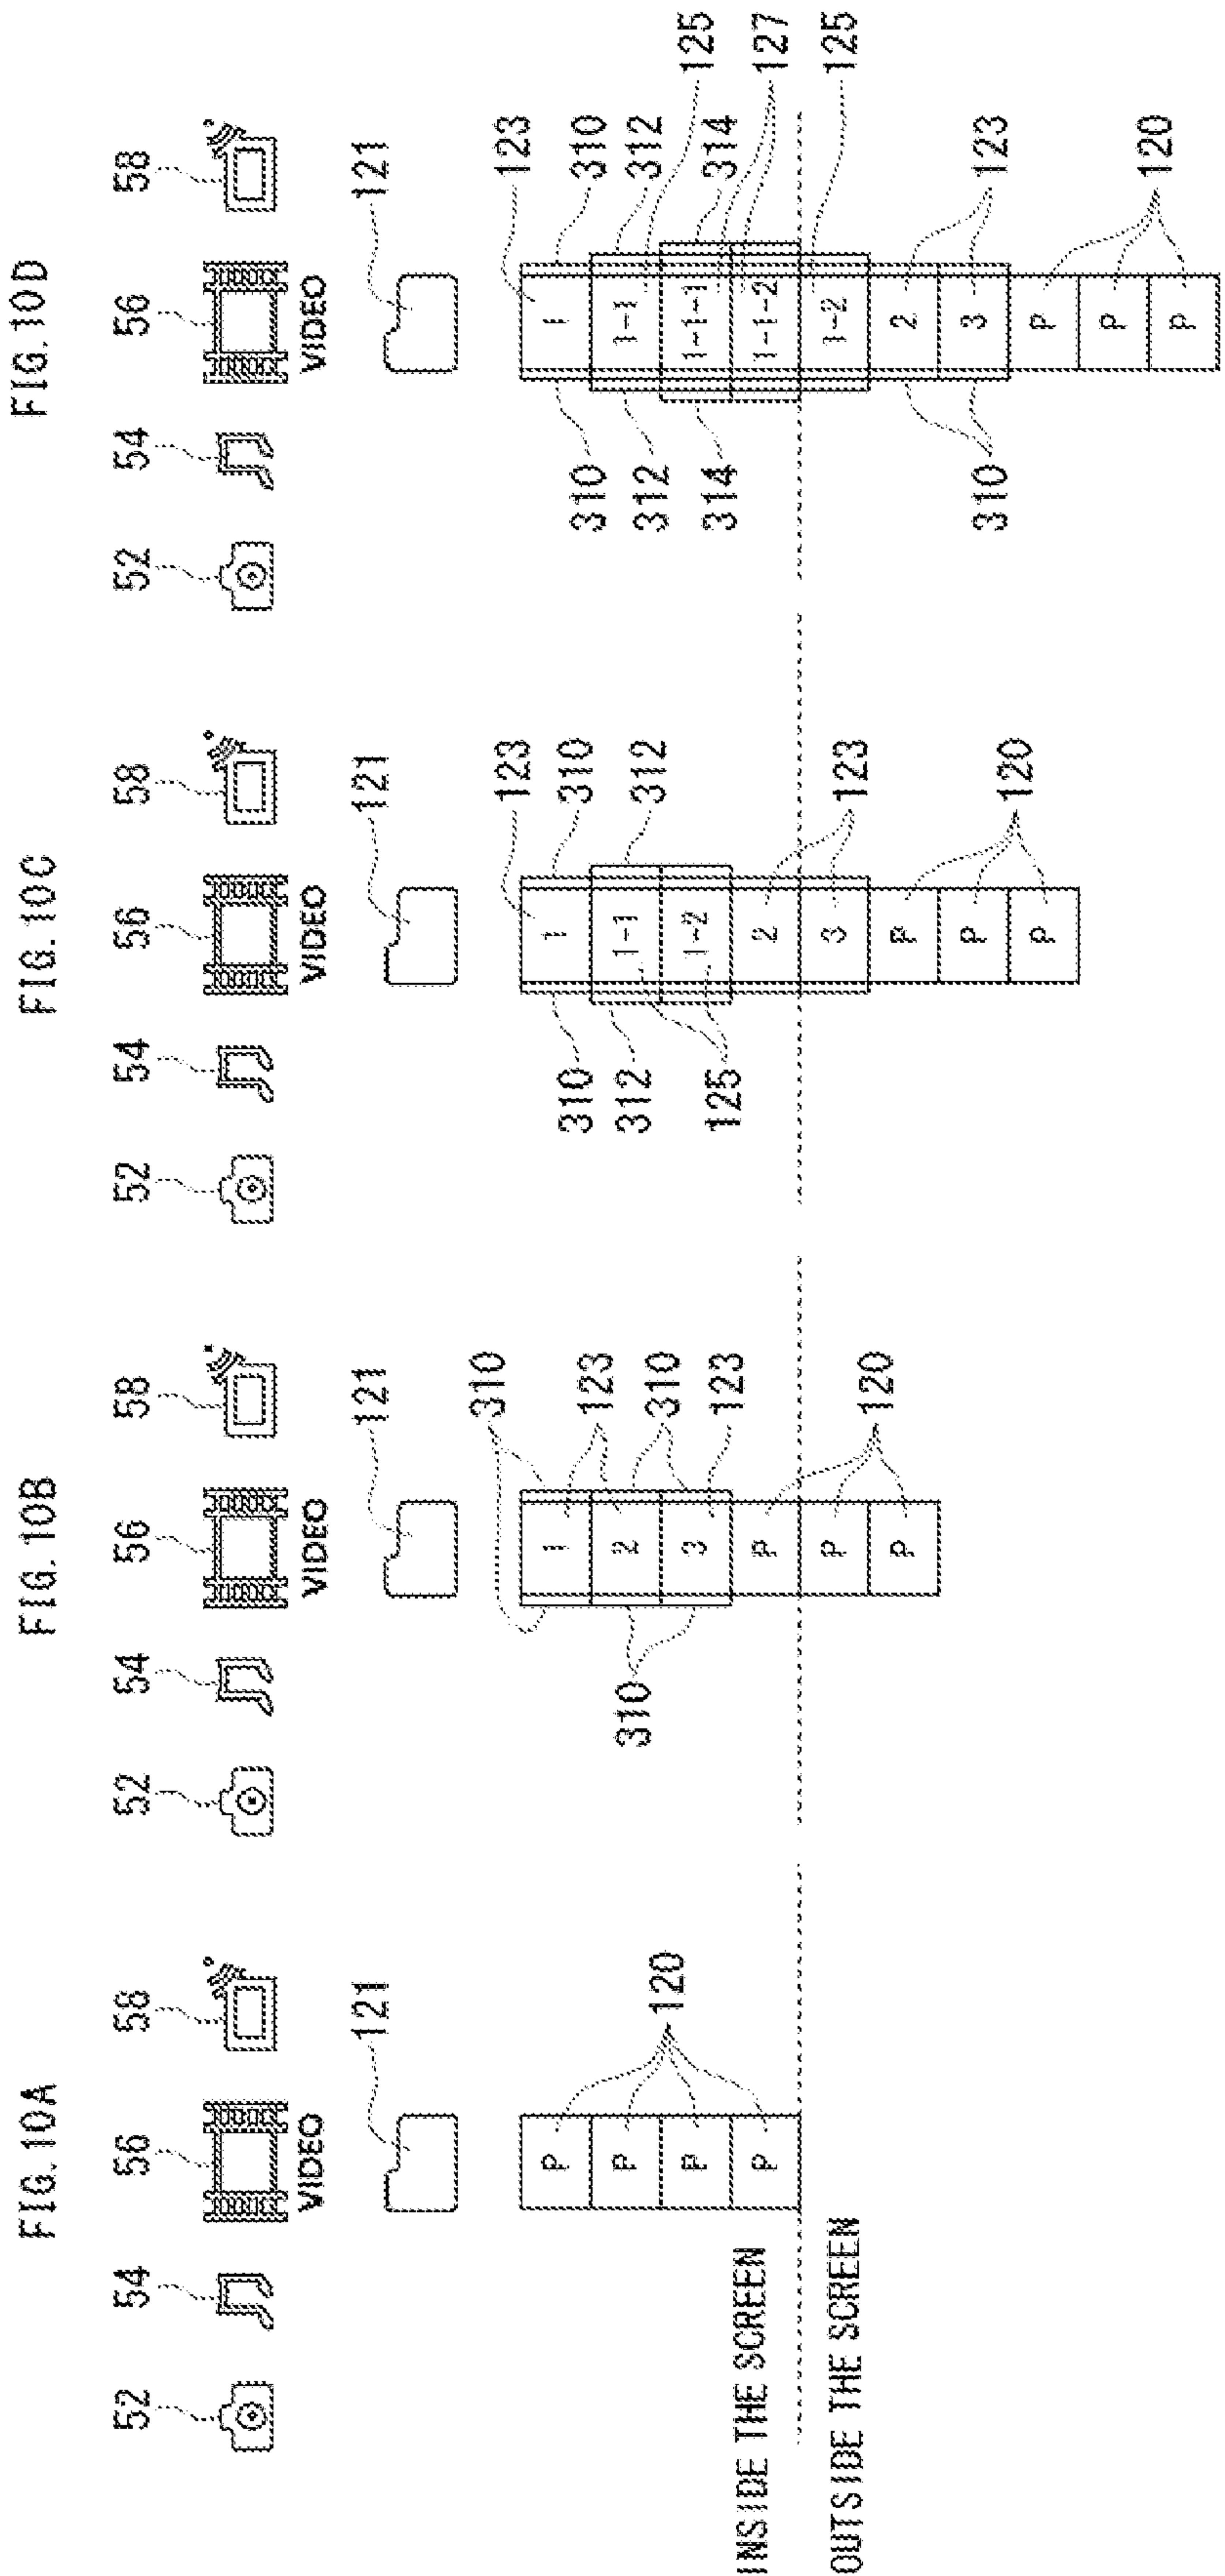 FIG.10A
52
54
56
58
VIDEO
121
P
P
P
P
120
INSIDE THE SCREEN
OUTSIDE THE SCREEN
FIG.10B
52
54
56
58
VIDEO
121
310
1
123
2
310
310
3
123
P
P
P
120
FIG.10C
52
54
56
58
VIDEO
121
123
310
1
310
312
1-1
312
125
1-2
2
123
3
P
P
P
120
FIG.10D
52
54
56
58
VIDEO
121
123
310
1
310
312
1-1
312
125
314
1-1-1
314
1-1-2
127
1-2
125
2
123
3
310
P
P
P
120